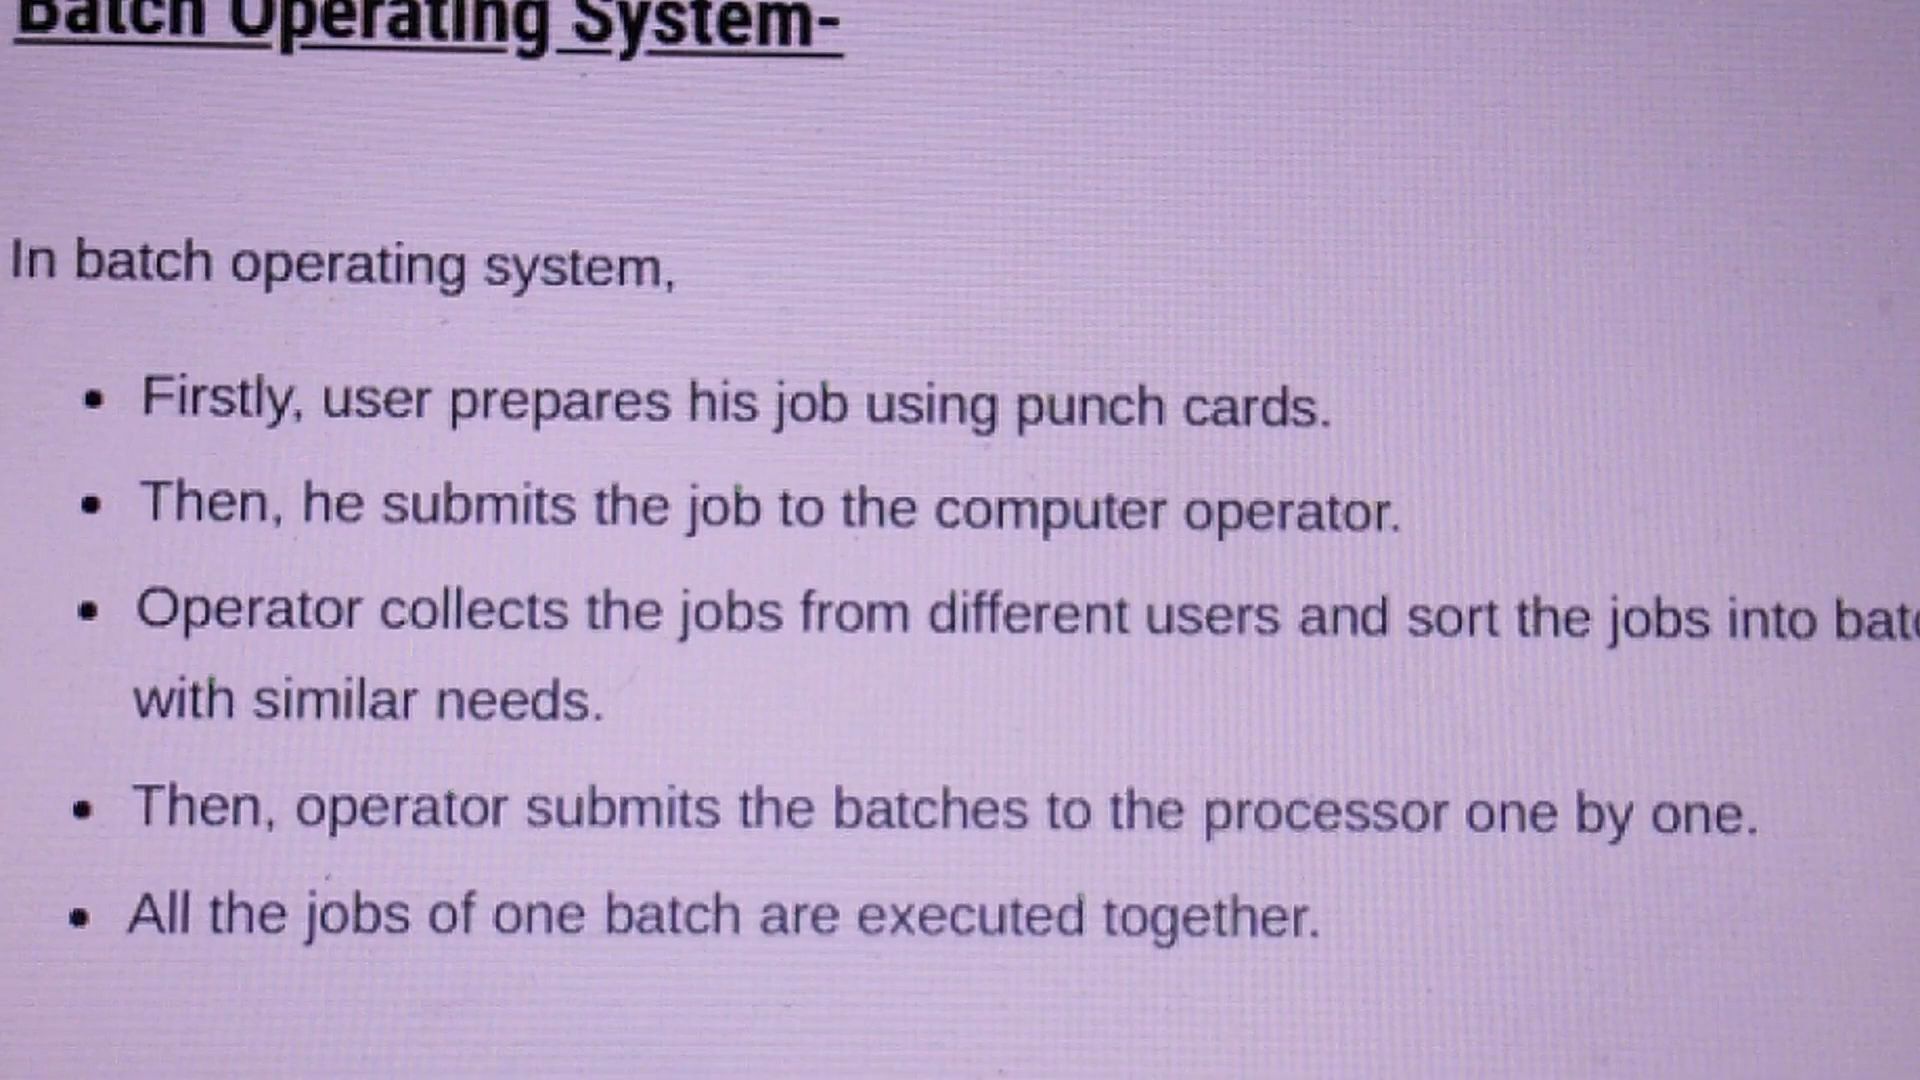 Batch Operating System-
In batch operating system,
• Firstly, user prepares his job using punch cards.
• Then, he submits the job to the computer operator.
• Operator collects the jobs from different users and sort the jobs into
with similar needs.
• Then, operator submits the batches to the processor one by one.
• All the jobs of one batch are executed together.